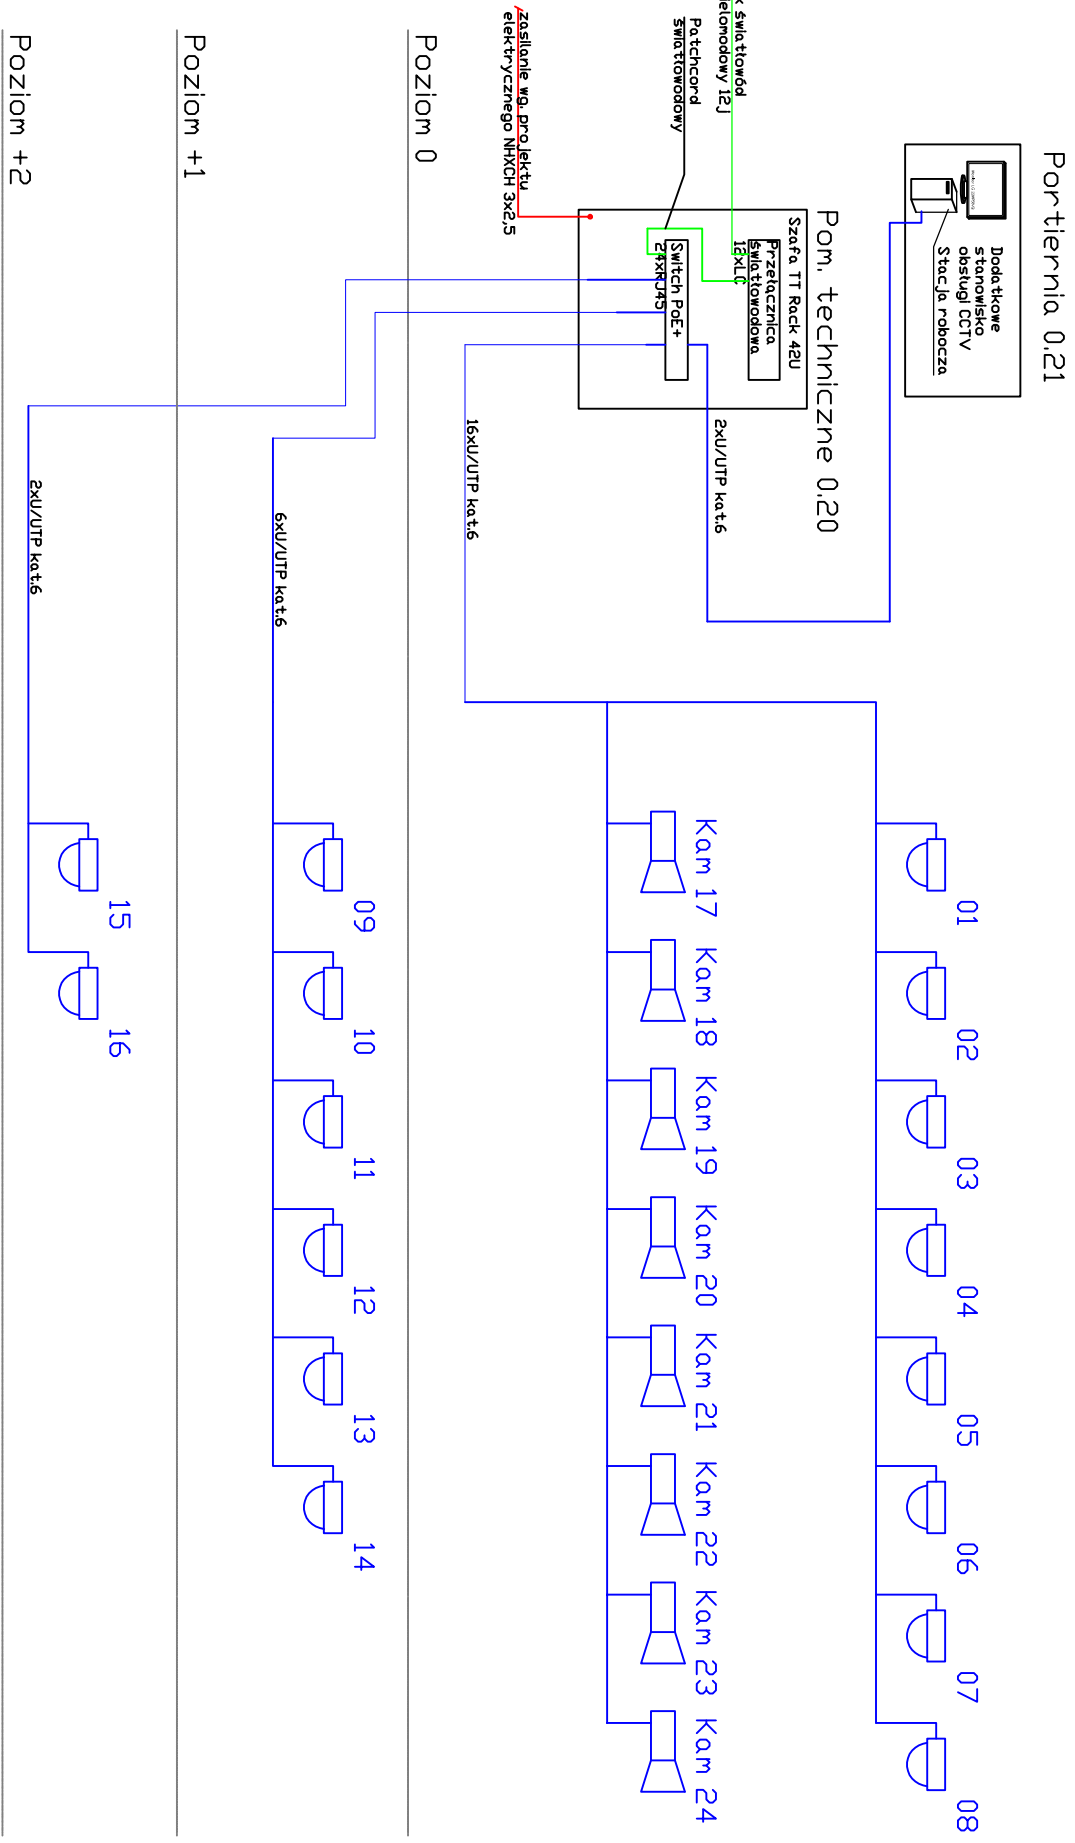 Portiernia 0.21
Dodatkowe
stanowisko
obsługi CCTV
Stacja robocza
Pom. techniczne 0.20
Szafa TT Rack 42U
Przełącznica
światłowodowa
12xLC
Switch PoE+
24xRJ45
światłowód
12j
Patchcord
światłowodowy
zasilanie wg. projektu
elektrycznego NHXCH 3x2,5
2xU/UTP kat.6
16xU/UTP kat.6
6xU/UTP kat.6
2xU/UTP kat.6
01
02
03
04
05
06
07
08
Kam 17
Kam 18
Kam 19
Kam 20
Kam 21
Kam 22
Kam 23
Kam 24
Poziom 0
09
10
11
12
13
14
Poziom +1
15
16
Poziom +2